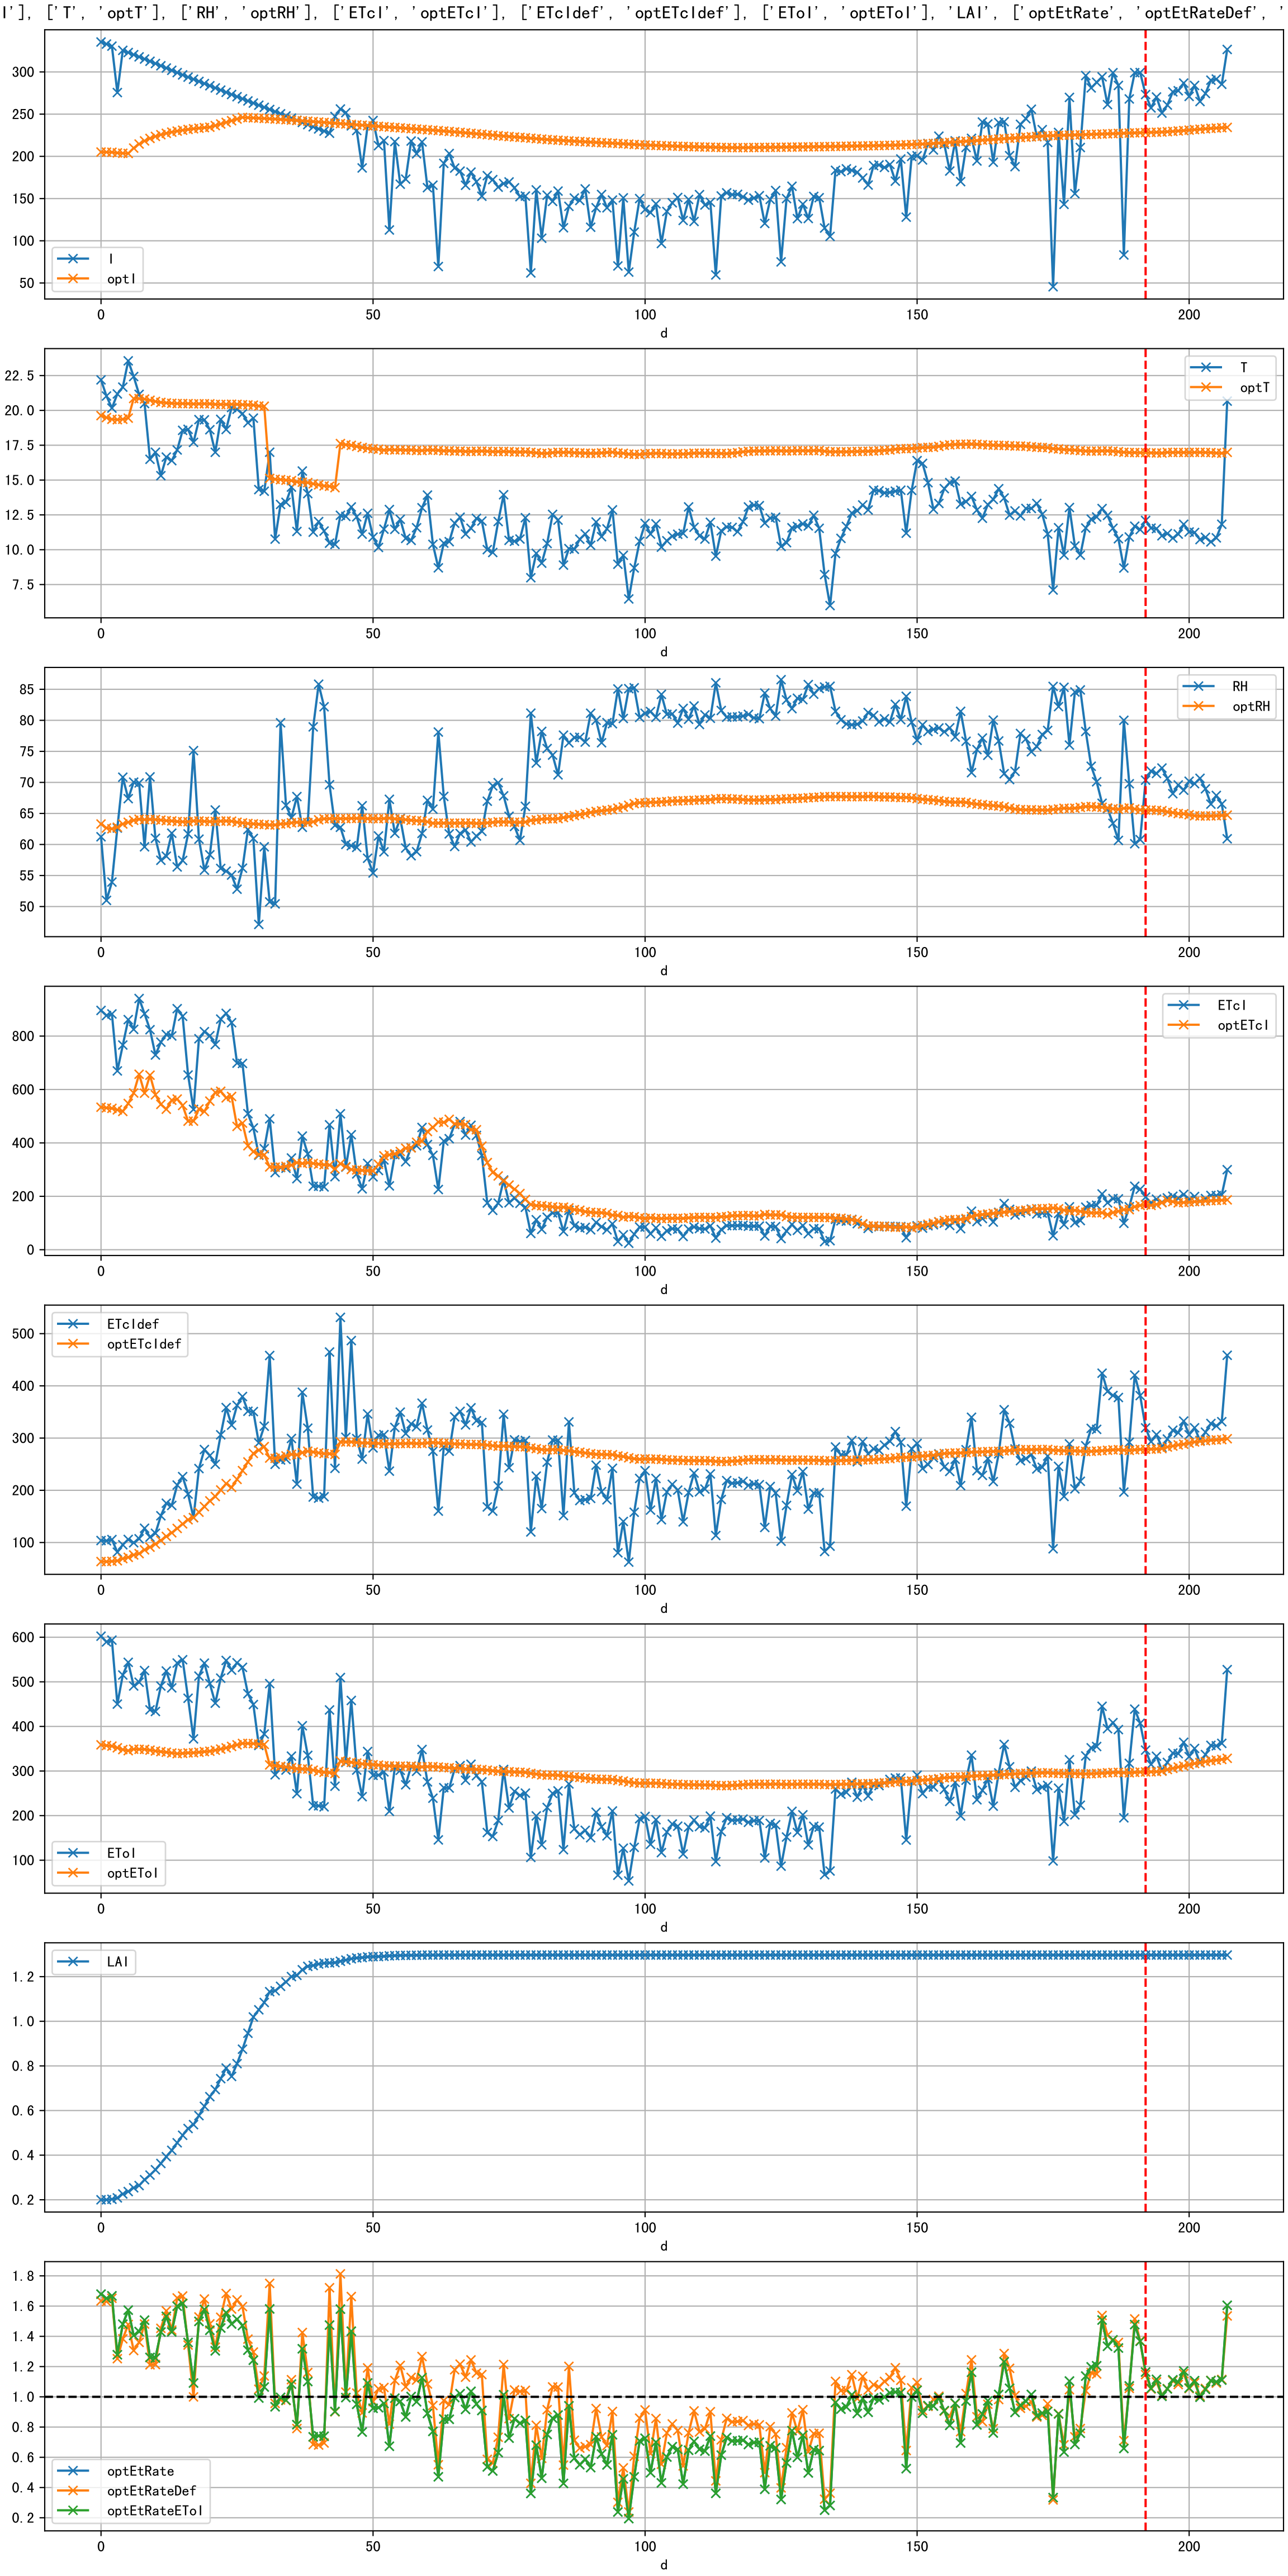 I'], ['T', 'optT'], ['RH', 'optRH'], ['ETcI', 'optETcI'], ['ETcIdef', 'optETcIdef'], ['EToI', 'optEToI'], 'LAI', ['optEtRate', 'optEtRateDef', '
300
250
200
150
100
50
I
optI
0 50 100 150 200
d
22.5
20.0
17.5
15.0
12.5
10.0
7.5
T
optT
0 50 100 150 200
d
85
80
75
70
65
60
55
50
RH
optRH
0 50 100 150 200
d
800
600
400
200
0
ETcI
optETcI
0 50 100 150 200
d
500
400
300
200
100
ETcIdef
optETcIdef
0 50 100 150 200
d
600
500
400
300
200
100
EToI
optEToI
0 50 100 150 200
d
1.2
1.0
0.8
0.6
0.4
0.2
LAI
0 50 100 150 200
d
1.8
1.6
1.4
1.2
1.0
0.8
0.6
0.4
0.2
optEtRate
optEtRateDef
optEtRateEToI
0 50 100 150 200
d